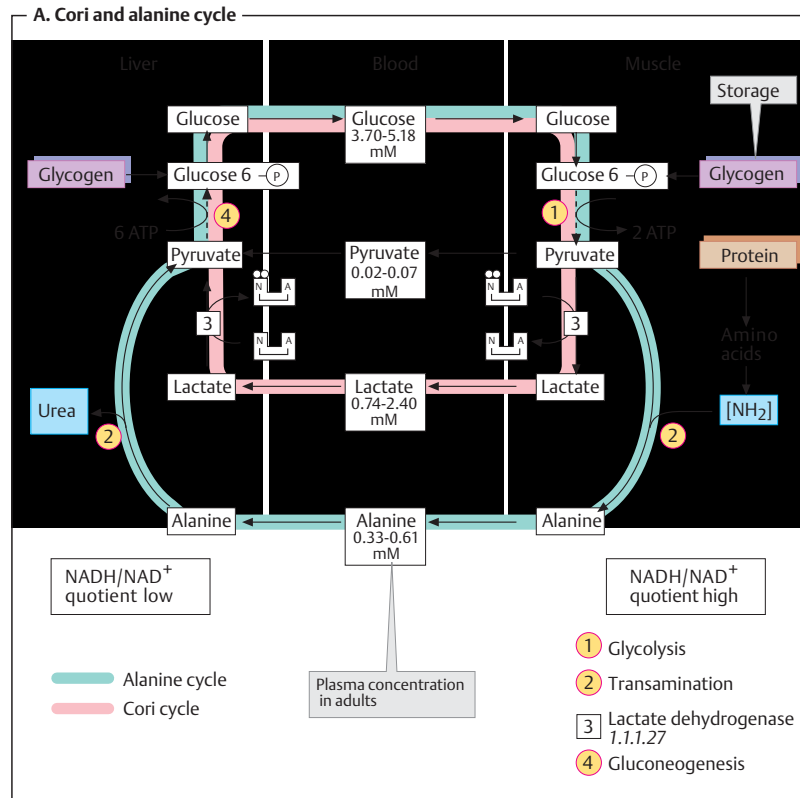 A. Cori and alanine cycle
Liver
Blood
Muscle
Storage
Glucose
Glucose
3.70-5.18
mM
Glucose
Glycogen
Glucose 6 P
Glucose 6 P
Glycogen
4
1
6 ATP
2 ATP
Pyruvate
Pyruvate
0.02-0.07
mM
Pyruvate
Protein
N A
N A
3
3
N A
N A
Amino
acids
Lactate
Lactate
0.74-2.40
mM
Lactate
Urea
[NH₂]
2
2
Alanine
Alanine
0.33-0.61
mM
Alanine
NADH/NAD⁺
quotient low
NADH/NAD⁺
quotient high
Alanine cycle
Cori cycle
Plasma concentration
in adults
1 Glycolysis
2 Transamination
3 Lactate dehydrogenase
1.1.1.27
4 Gluconeogenesis